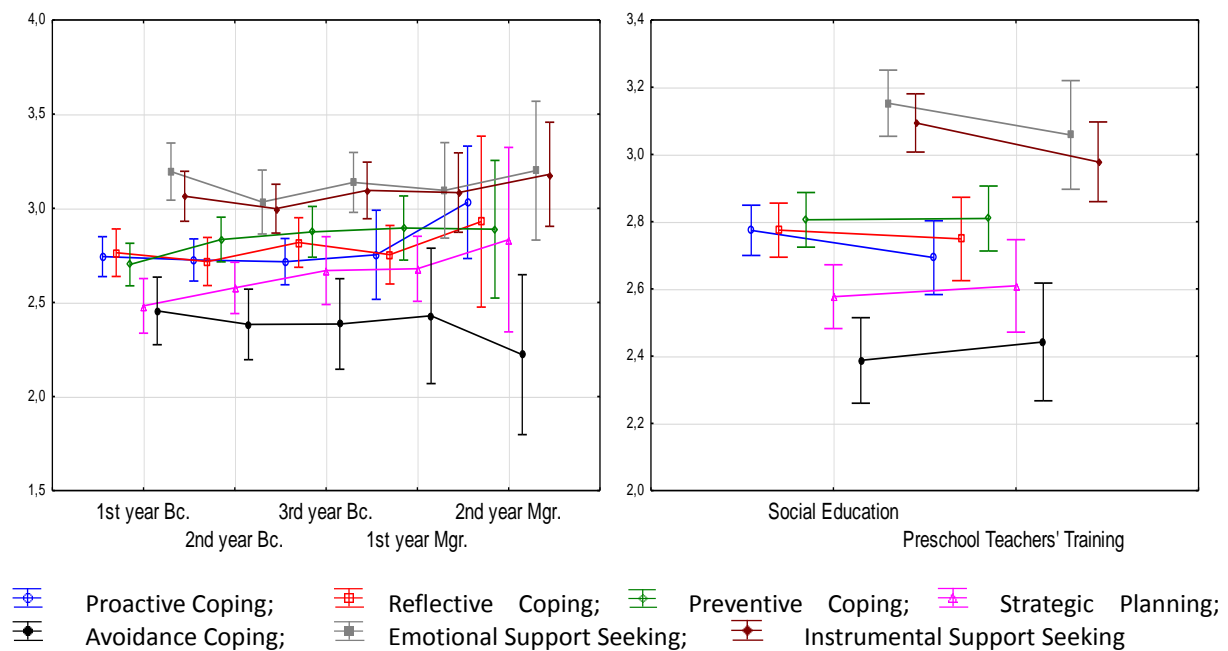 4,0
3,5
3,0
2,5
2,0
1,5
1st year Bc.
2nd year Bc.
3rd year Bc.
1st year Mgr.
2nd year Mgr.
3,4
3,2
3,0
2,8
2,6
2,4
2,2
2,0
Social Education
Preschool Teachers' Training
Proactive Coping; Reflective Coping; Preventive Coping; Strategic Planning;
Avoidance Coping; Emotional Support Seeking; Instrumental Support Seeking